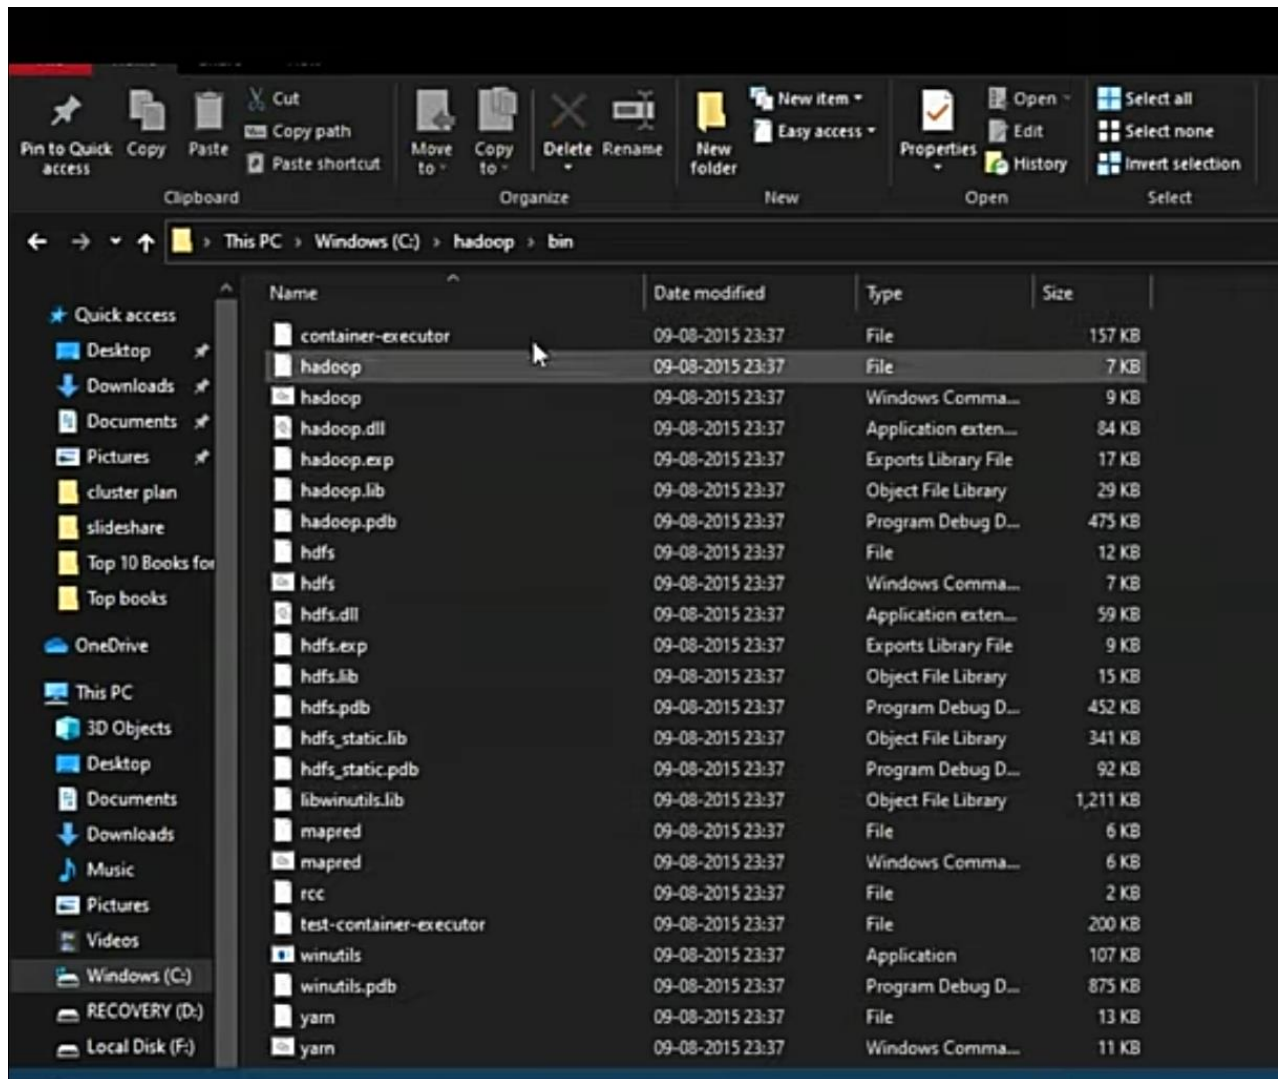 Cut
Copy path
Paste shortcut
Pin to Quick access
Copy
Paste
Clipboard
Move to
Copy to
Delete
Rename
Organize
New folder
New item
Easy access
New
Properties
Open
Edit
History
Open
Select all
Select none
Invert selection
Select
This PC › Windows (C:) › hadoop › bin
Quick access
Desktop
Downloads
Documents
Pictures
cluster plan
slideshare
Top 10 Books for
Top books
OneDrive
This PC
3D Objects
Desktop
Documents
Downloads
Music
Pictures
Videos
Windows (C:)
RECOVERY (D:)
Local Disk (F:)
Name Date modified Type Size
container-executor 09-08-2015 23:37 File 157 KB
hadoop 09-08-2015 23:37 File 7 KB
hadoop 09-08-2015 23:37 Windows Comma... 9 KB
hadoop.dll 09-08-2015 23:37 Application exten... 84 KB
hadoop.exp 09-08-2015 23:37 Exports Library File 17 KB
hadoop.lib 09-08-2015 23:37 Object File Library 29 KB
hadoop.pdb 09-08-2015 23:37 Program Debug D... 475 KB
hdfs 09-08-2015 23:37 File 12 KB
hdfs 09-08-2015 23:37 Windows Comma... 7 KB
hdfs.dll 09-08-2015 23:37 Application exten... 59 KB
hdfs.exp 09-08-2015 23:37 Exports Library File 9 KB
hdfs.lib 09-08-2015 23:37 Object File Library 15 KB
hdfs.pdb 09-08-2015 23:37 Program Debug D... 452 KB
hdfs_static.lib 09-08-2015 23:37 Object File Library 341 KB
hdfs_static.pdb 09-08-2015 23:37 Program Debug D... 92 KB
libwinutils.lib 09-08-2015 23:37 Object File Library 1,211 KB
mapred 09-08-2015 23:37 File 6 KB
mapred 09-08-2015 23:37 Windows Comma... 6 KB
rcc 09-08-2015 23:37 File 2 KB
test-container-executor 09-08-2015 23:37 File 200 KB
winutils 09-08-2015 23:37 Application 107 KB
winutils.pdb 09-08-2015 23:37 Program Debug D... 875 KB
yarn 09-08-2015 23:37 File 13 KB
yarn 09-08-2015 23:37 Windows Comma... 11 KB